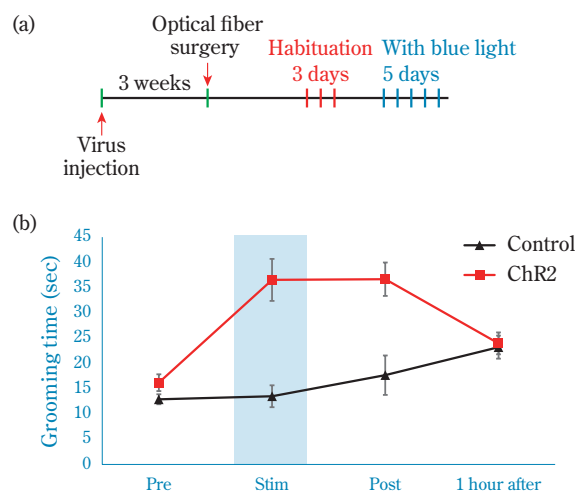 (a)
Optical fiber
surgery
Habituation
3 days
With blue light
5 days
3 weeks
Virus
injection
(b)
Grooming time (sec)
45
40
35
30
25
20
15
10
5
0
Control
ChR2
Pre
Stim
Post
1 hour after